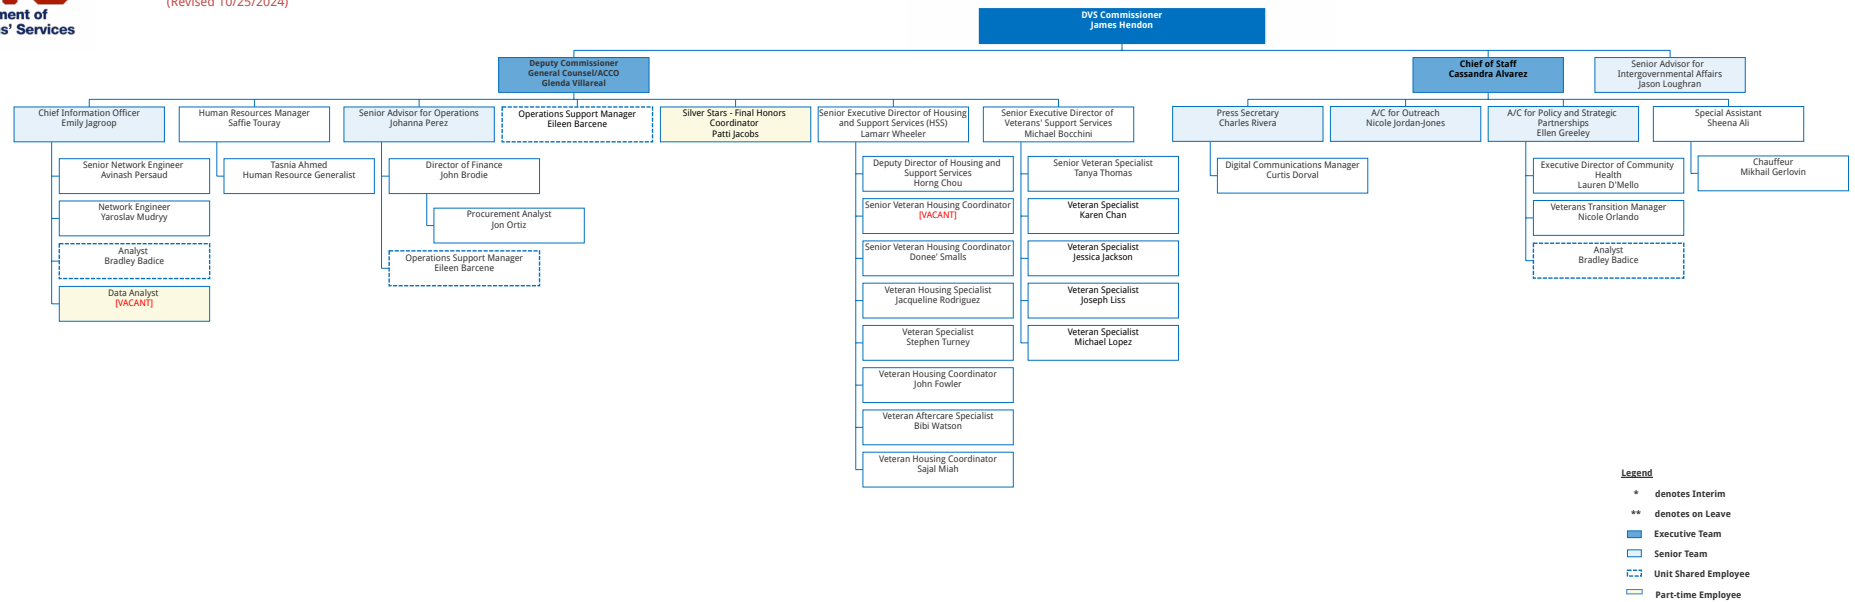 (Revised 10/25/2024)
ment of
s' Services
DVS Commissioner
James Hendon
Deputy Commissioner
General Counsel/ACCO
Glenda Villareal
Chief of Staff
Cassandra Alvarez
Senior Advisor for
Intergovernmental Affairs
Jason Loughran
Chief Information Officer
Emily Jagroop
Human Resources Manager
Saffie Touray
Senior Advisor for Operations
Johanna Perez
Operations Support Manager
Eileen Barcene
Silver Stars - Final Honors
Coordinator
Patti Jacobs
Senior Executive Director of Housing
and Support Services (HSS)
Lamarr Wheeler
Senior Executive Director of
Veterans' Support Services
Michael Bocchini
Press Secretary
Charles Rivera
A/C for Outreach
Nicole Jordan-Jones
A/C for Policy and Strategic
Partnerships
Ellen Greeley
Special Assistant
Sheena Ali
Senior Network Engineer
Avinash Persaud
Network Engineer
Yaroslav Mudryy
Analyst
Bradley Badice
Data Analyst
[VACANT]
Tasnia Ahmed
Human Resource Generalist
Director of Finance
John Brodie
Procurement Analyst
Jon Ortiz
Operations Support Manager
Eileen Barcene
Deputy Director of Housing and
Support Services
Horng Chou
Senior Veteran Housing Coordinator
[VACANT]
Senior Veteran Housing Coordinator
Donee' Smalls
Veteran Housing Specialist
Jacqueline Rodriguez
Veteran Specialist
Stephen Turney
Veteran Housing Coordinator
John Fowler
Veteran Aftercare Specialist
Bibi Watson
Veteran Housing Coordinator
Sajal Miah
Senior Veteran Specialist
Tanya Thomas
Veteran Specialist
Karen Chan
Veteran Specialist
Jessica Jackson
Veteran Specialist
Joseph Liss
Veteran Specialist
Michael Lopez
Digital Communications Manager
Curtis Dorval
Executive Director of Community
Health
Lauren D'Mello
Veterans Transition Manager
Nicole Orlando
Analyst
Bradley Badice
Chauffeur
Mikhail Gerlovin
Legend
* denotes Interim
** denotes on Leave
Executive Team
Senior Team
Unit Shared Employee
Part-time Employee